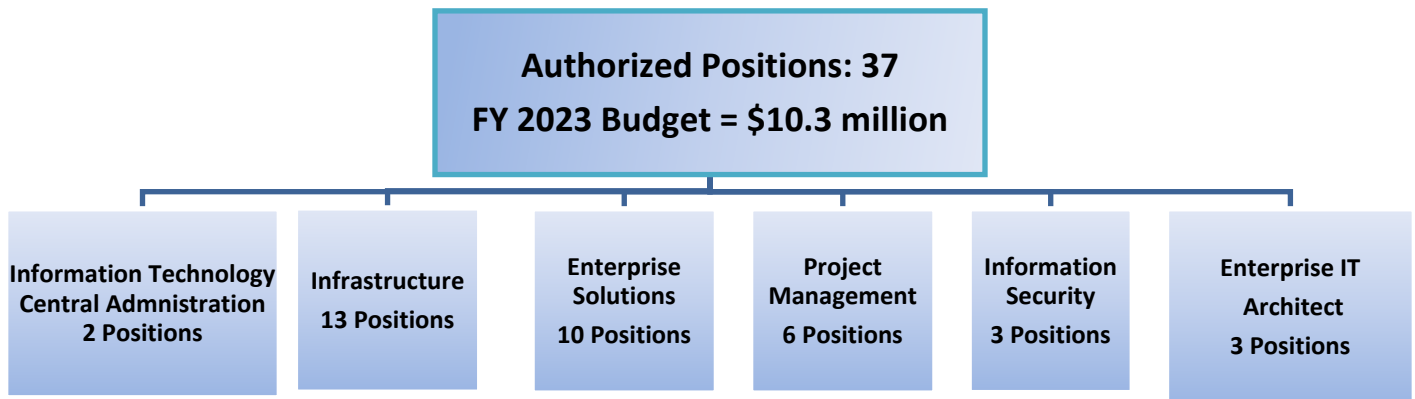 Authorized Positions: 37
FY 2023 Budget = $10.3 million
Information Technology
Central Admnistration
2 Positions
Infrastructure
13 Positions
Enterprise
Solutions
10 Positions
Project
Management
6 Positions
Information
Security
3 Positions
Enterprise IT
Architect
3 Positions